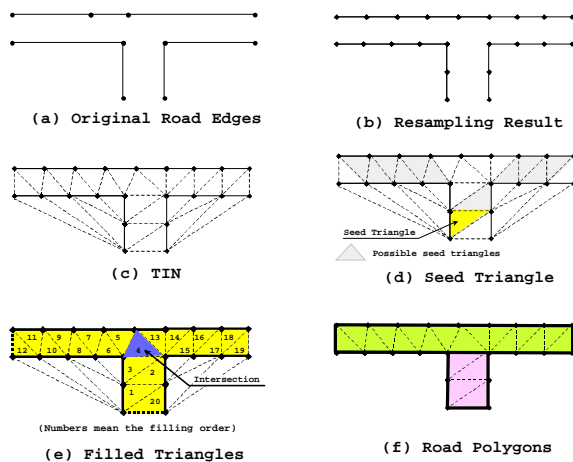 (a) Original Road Edges
(b) Resampling Result
(c) TIN
Seed Triangle
Possible seed triangles
(d) Seed Triangle
11 9 7 5 13 14 16 18
12 10 8 6 4 15 17 19
3 2
Intersection
1
20
(Numbers mean the filling order)
(e) Filled Triangles
(f) Road Polygons